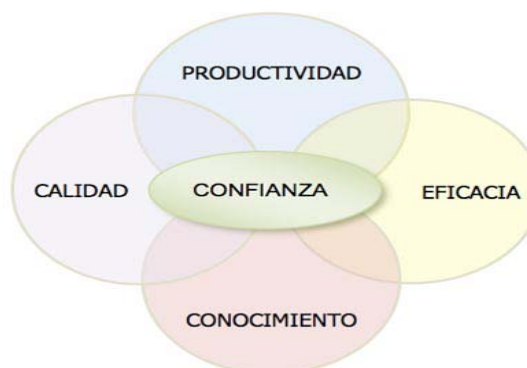 PRODUCTIVIDAD
CALIDAD
CONFIANZA
EFICACIA
CONOCIMIENTO